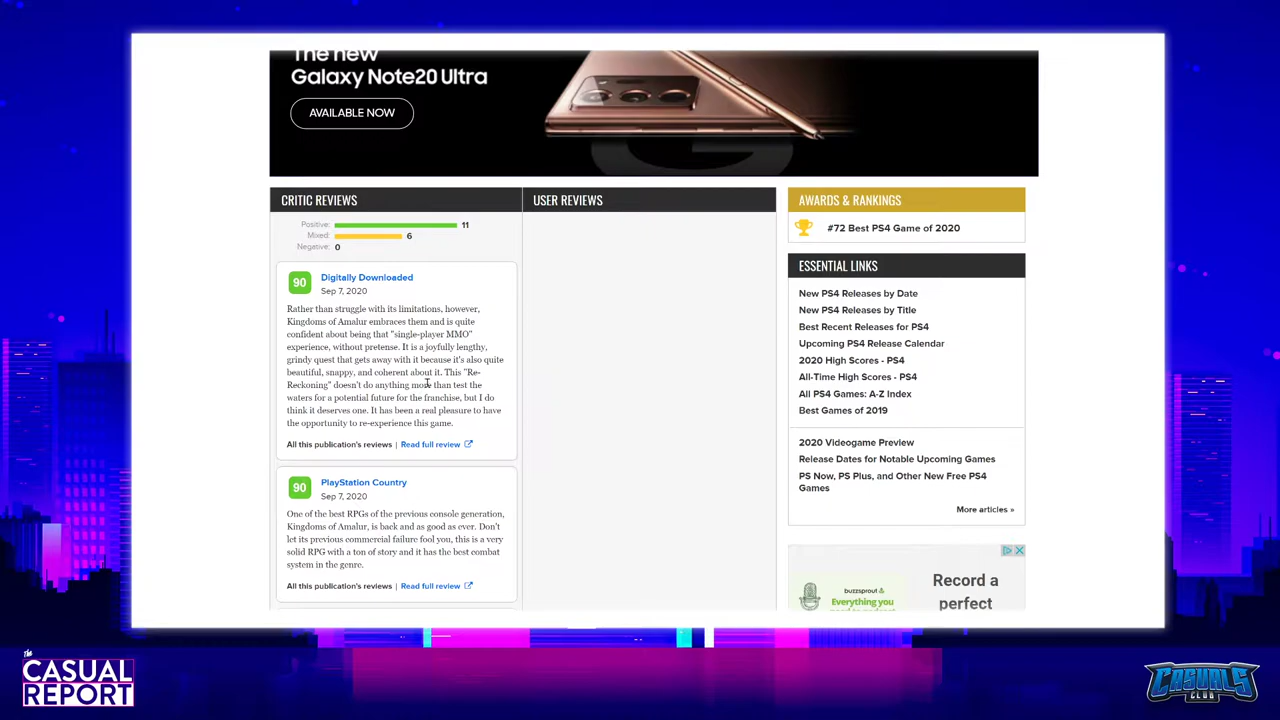 The new
Galaxy Note20 Ultra
AVAILABLE NOW
CRITIC REVIEWS
Positive: 11
Mixed: 6
Negative: 0
90
Digitally Downloaded
Sep 7, 2020
Rather than struggle with its limitations, however,
Kingdoms of Amalur embraces them and is quite
confident about being that "single-player MMO"
experience, without pretense. It is a joyfully lengthy,
grindy quest that gets away with it because it's also quite
beautiful, snappy, and coherent about it. This "Re-
Reckoning" doesn't do anything more than test the
waters for a potential future for the franchise, but I do
think it deserves one. It has been a real pleasure to have
the opportunity to re-experience this game.
All this publication's reviews | Read full review
90
PlayStation Country
Sep 7, 2020
One of the best RPGs of the previous console generation,
Kingdoms of Amalur, is back and as good as ever. Don't
let its previous commercial failure fool you, this is a very
solid RPG with a ton of story and it has the best combat
system in the genre.
All this publication's reviews | Read full review
USER REVIEWS
AWARDS & RANKINGS
#72 Best PS4 Game of 2020
ESSENTIAL LINKS
New PS4 Releases by Date
New PS4 Releases by Title
Best Recent Releases for PS4
Upcoming PS4 Release Calendar
2020 High Scores - PS4
All-Time High Scores - PS4
All PS4 Games: A-Z Index
Best Games of 2019
2020 Videogame Preview
Release Dates for Notable Upcoming Games
PS Now, PS Plus, and Other New Free PS4
Games
More articles »
buzzsprout
Everything you
Record a
perfect
The
CASUAL
REPORT
CASUALS
CLUB